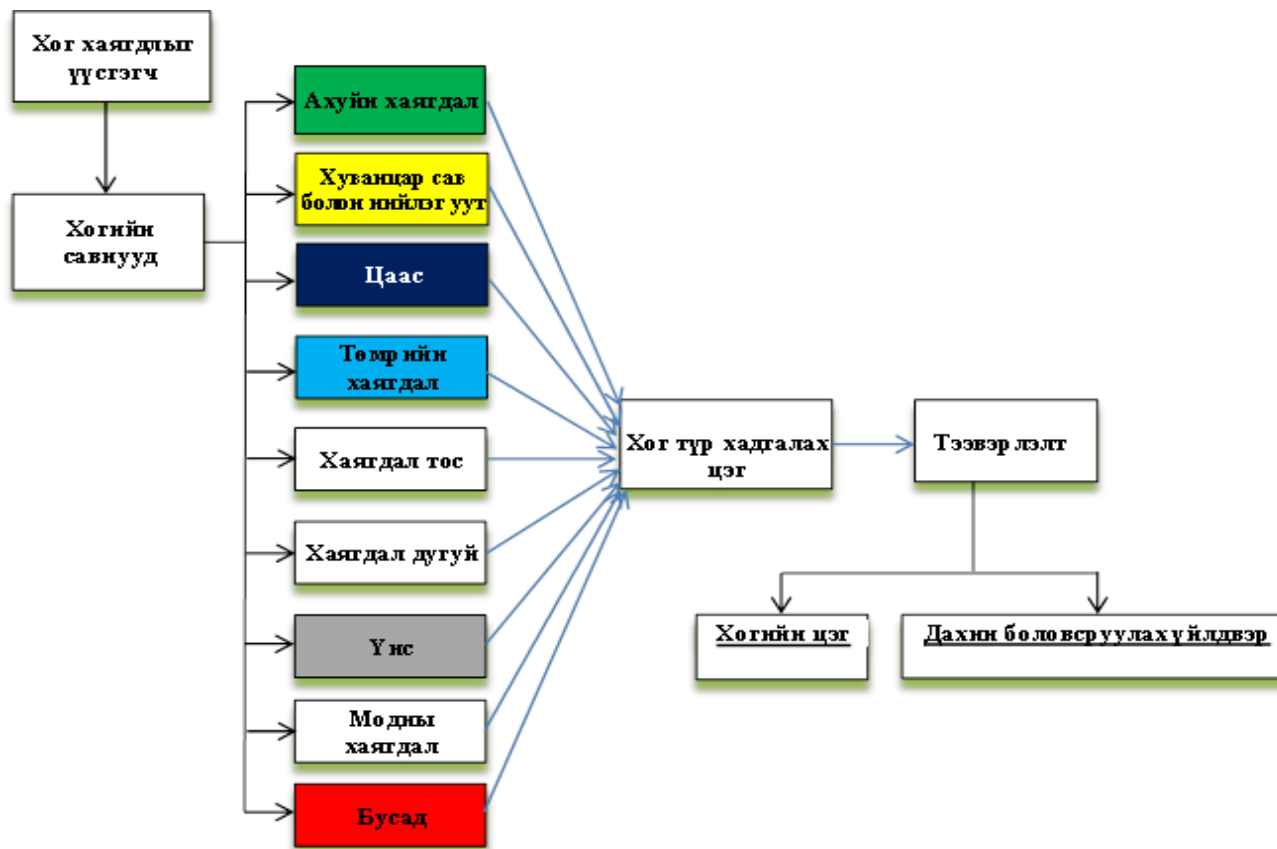 Хог хаягдлыг
үүсгэгч
Хогийн
савнууд
Ахуйн хаягдал
Хуванцар сав
болон нийлэг уут
Цаас
Төмрийн
хаягдал
Хаягдал тос
Хаягдал дугуй
Үнс
Модны
хаягдал
Бусад
Хог түр хадгалах
цэг
Тээвэрлэлт
Хогийн цэг
Дахин боловсруулах үйлдвэр